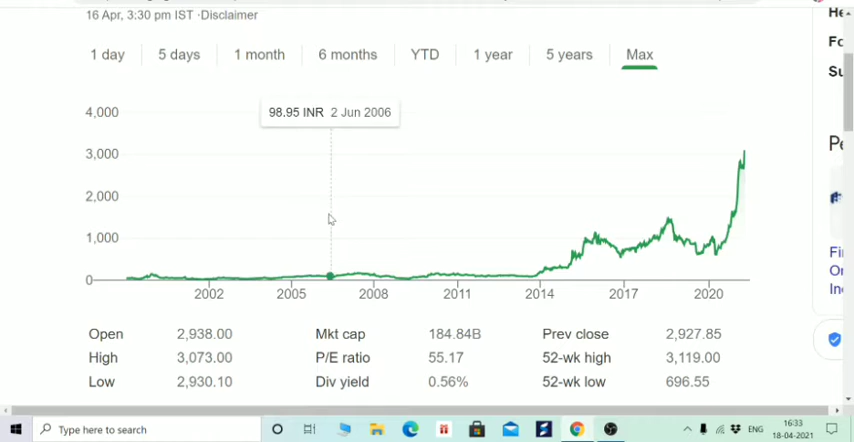 16 Apr, 3:30 pm IST ·Disclaimer
1 day 5 days 1 month 6 months YTD 1 year 5 years Max
98.95 INR 2 Jun 2006
4,000
3,000
2,000
1,000
0
2002 2005 2008 2011 2014 2017 2020
Open 2,938.00 Mkt cap 184.84B Prev close 2,927.85
High 3,073.00 P/E ratio 55.17 52-wk high 3,119.00
Low 2,930.10 Div yield 0.56% 52-wk low 696.55
Type here to search
ENG
16:33
18-04-2021